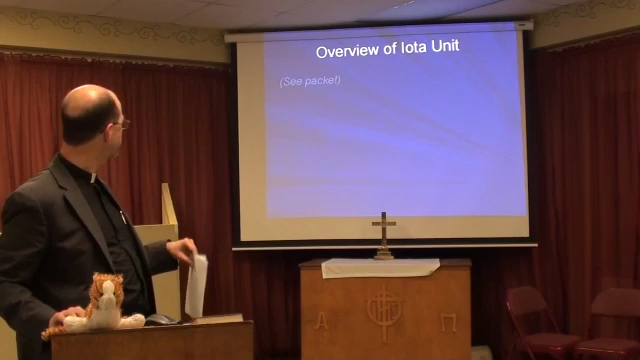 Overview of Iota Unit
(See packet)
Α Π